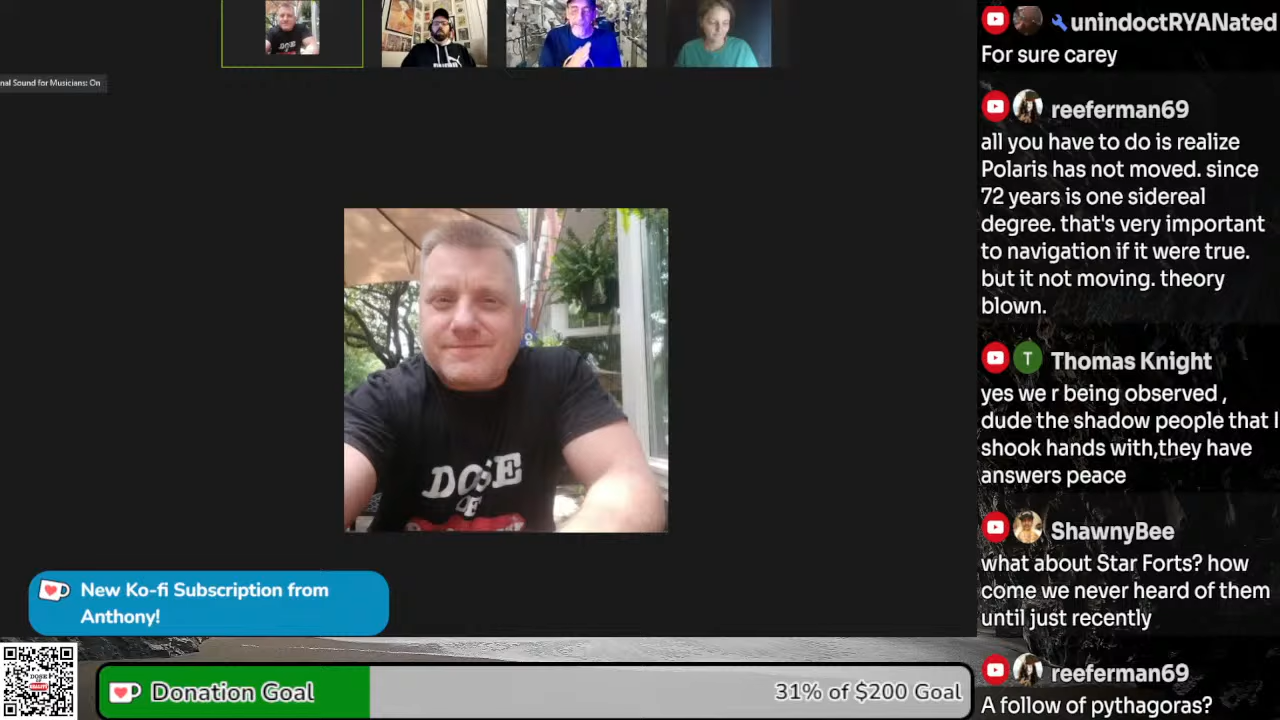 nal Sound for Musicians: On
DOSE
OF
New Ko-fi Subscription from
Anthony!
DOSE
Donation Goal
31% of $200 Goal
unindoctRYANated
For sure carey
reeferman69
all you have to do is realize
Polaris has not moved. since
72 years is one sidereal
degree. that's very important
to navigation if it were true.
but it not moving. theory
blown.
T Thomas Knight
yes we r being observed ,
dude the shadow people that I
shook hands with,they have
answers peace
ShawnyBee
what about Star Forts? how
come we never heard of them
until just recently
reeferman69
A follow of pythagoras?